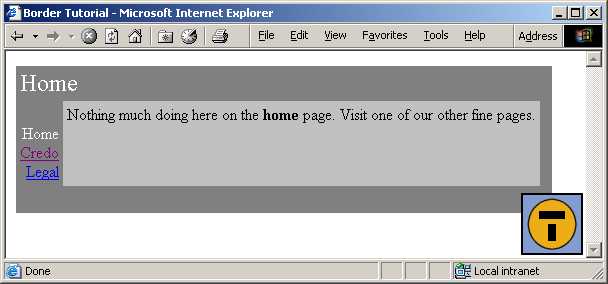 Border Tutorial - Microsoft Internet Explorer
File Edit View Favorites Tools Help Address
Home
Nothing much doing here on the home page. Visit one of our other fine pages.
Home
Credo
Legal
T
Done Local intranet